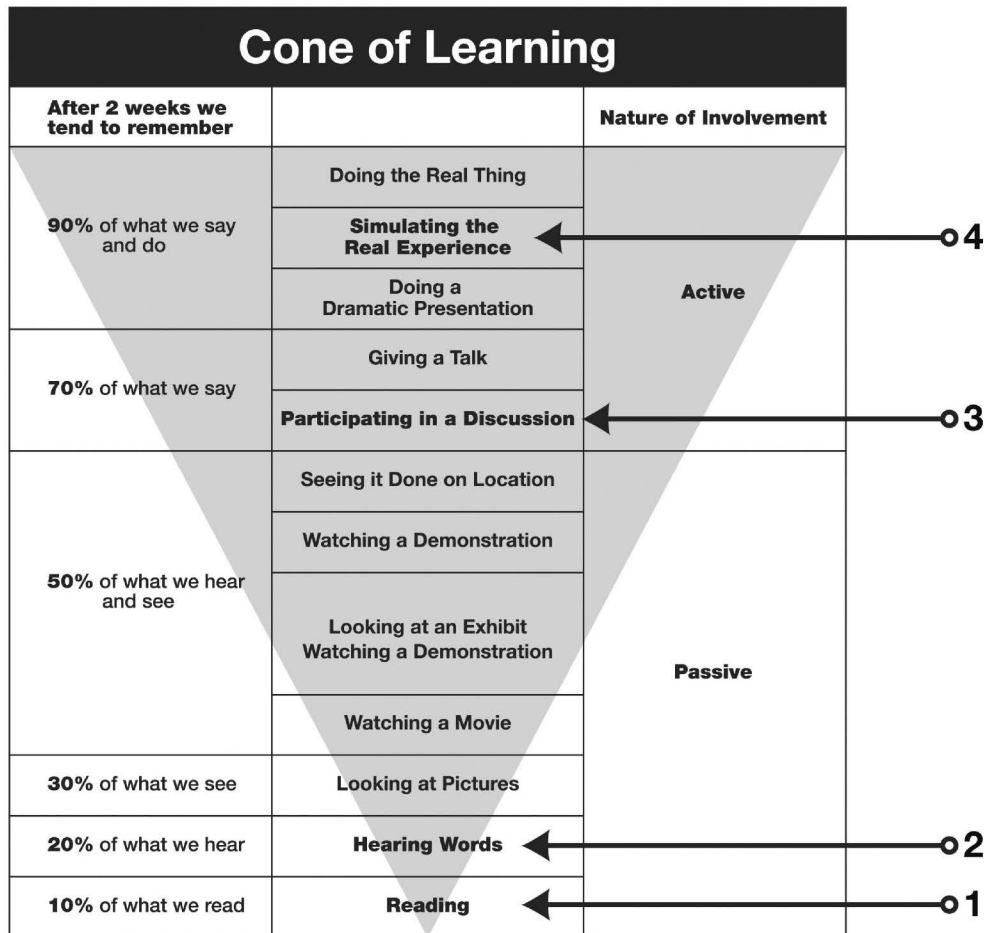 Cone of Learning
After 2 weeks we
tend to remember
Nature of Involvement
90% of what we say
and do
Doing the Real Thing
Simulating the
Real Experience
4
Doing a
Dramatic Presentation
Active
70% of what we say
Giving a Talk
Participating in a Discussion
3
50% of what we hear
and see
Seeing it Done on Location
Watching a Demonstration
Looking at an Exhibit
Watching a Demonstration
Watching a Movie
Passive
30% of what we see
Looking at Pictures
20% of what we hear
Hearing Words
2
10% of what we read
Reading
1